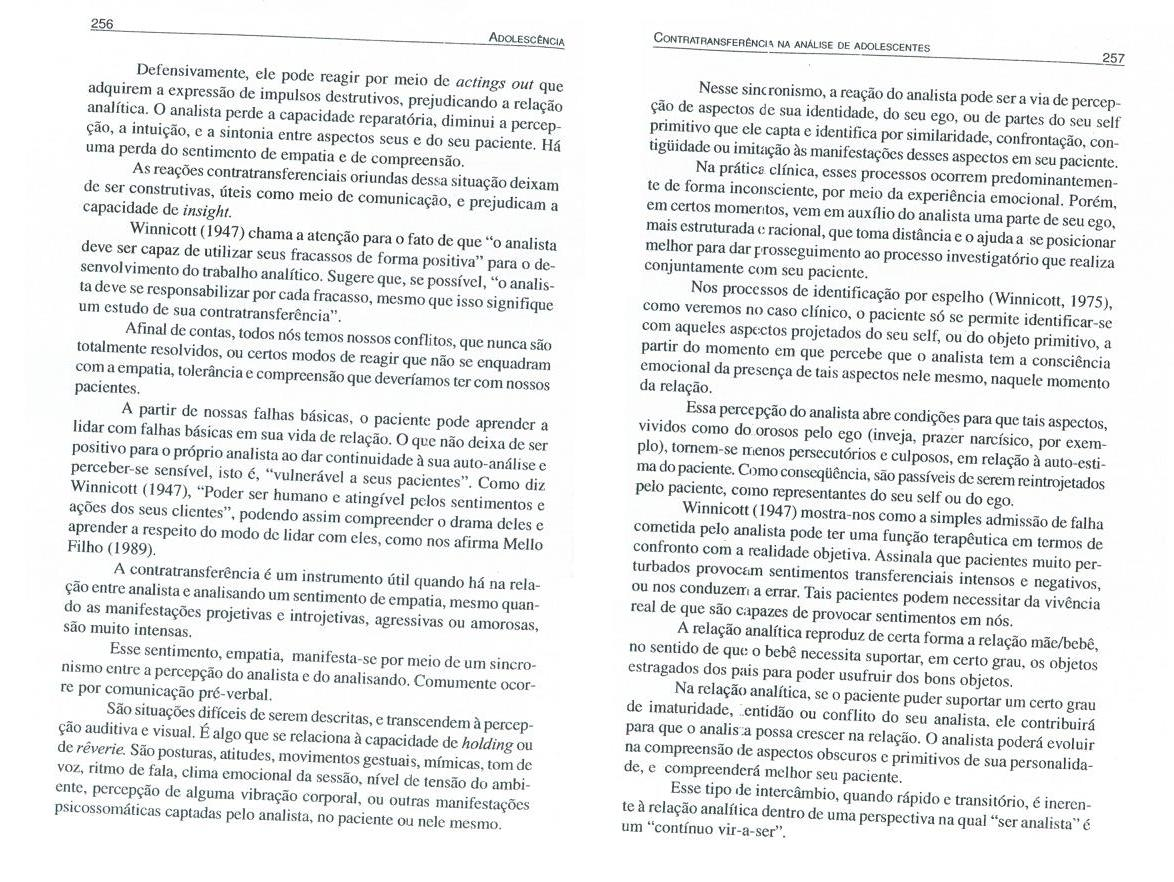 256
ADOLESCÊNCIA
Defensivamente, ele pode reagir por meio de actings out que
adquirem a expressão de impulsos destrutivos, prejudicando a relação
analítica. O analista perde a capacidade reparatória, diminui a percep-
ção, a intuição, e a sintonia entre aspectos seus e do seu paciente. Há
uma perda do sentimento de empatia e de compreensão.
As reações contratransferenciais oriundas dessa situação deixam
de ser construtivas, úteis como meio de comunicação, e prejudicam a
capacidade de insight.
Winnicott (1947) chama a atenção para o fato de que “o analista
deve ser capaz de utilizar seus fracassos de forma positiva” para o de-
senvolvimento do trabalho analítico. Sugere que, se possível, “o analis-
ta deve se responsabilizar por cada fracasso, mesmo que isso signifique
um estudo de sua contratransferência”.
Afinal de contas, todos nós temos nossos conflitos, que nunca são
totalmente resolvidos, ou certos modos de reagir que não se enquadram
com a empatia, tolerância e compreensão que deveríamos ter com nossos
pacientes.
A partir de nossas falhas básicas, o paciente pode aprender a
lidar com falhas básicas em sua vida de relação. O que não deixa de ser
positivo para o próprio analista ao dar continuidade à sua auto-análise e
perceber-se sensível, isto é, “vulnerável a seus pacientes”. Como diz
Winnicott (1947), “Poder ser humano e atingível pelos sentimentos e
ações dos seus clientes”, podendo assim compreender o drama deles e
aprender a respeito do modo de lidar com eles, como nos afirma Mello
Filho (1989).
A contratransferência é um instrumento útil quando há na rela-
ção entre analista e analisando um sentimento de empatia, mesmo quan-
do as manifestações projetivas e introjetivas, agressivas ou amorosas,
são muito intensas.
Esse sentimento, empatia, manifesta-se por meio de um sincro-
nismo entre a percepção do analista e do analisando. Comumente ocor-
re por comunicação pré-verbal.
São situações difíceis de serem descritas, e transcendem à percep-
ção auditiva e visual. É algo que se relaciona à capacidade de holding ou
de rêverie. São posturas, atitudes, movimentos gestuais, mímicas, tom de
voz, ritmo de fala, clima emocional da sessão, nível de tensão do ambi-
ente, percepção de alguma vibração corporal, ou outras manifestações
psicossomáticas captadas pelo analista, no paciente ou nele mesmo.
CONTRATRANSFERÊNCIA NA ANÁLISE DE ADOLESCENTES
257
Nesse sincronismo, a reação do analista pode ser a via de percep-
ção de aspectos de sua identidade, do seu ego, ou de partes do seu self
primitivo que ele capta e identifica por similaridade, confrontação, con-
tigüidade ou imitação às manifestações desses aspectos em seu paciente.
Na prática clínica, esses processos ocorrem predominantemen-
te de forma inconsciente, por meio da experiência emocional. Porém,
em certos momentos, vem em auxílio do analista uma parte de seu ego,
mais estruturada e racional, que toma distância e o ajuda a se posicionar
melhor para dar prosseguimento ao processo investigatório que realiza
conjuntamente com seu paciente.
Nos processos de identificação por espelho (Winnicott, 1975),
como veremos no caso clínico, o paciente só se permite identificar-se
com aqueles aspectos projetados do seu self, ou do objeto primitivo, a
partir do momento em que percebe que o analista tem a consciência
emocional da presença de tais aspectos nele mesmo, naquele momento
da relação.
Essa percepção do analista abre condições para que tais aspectos,
vividos como dolorosos pelo ego (inveja, prazer narcísico, por exem-
plo), tornem-se menos persecutórios e culposos, em relação à auto-esti-
ma do paciente. Como conseqüência, são passíveis de serem reintrojetados
pelo paciente, como representantes do seu self ou do ego.
Winnicott (1947) mostra-nos como a simples admissão de falha
cometida pelo analista pode ter uma função terapêutica em termos de
confronto com a realidade objetiva. Assinala que pacientes muito per-
turbados provocam sentimentos transferenciais intensos e negativos,
ou nos conduzem a errar. Tais pacientes podem necessitar da vivência
real de que são capazes de provocar sentimentos em nós.
A relação analítica reproduz de certa forma a relação mãe/bebê,
no sentido de que o bebê necessita suportar, em certo grau, os objetos
estragados dos pais para poder usufruir dos bons objetos.
Na relação analítica, se o paciente puder suportar um certo grau
de imaturidade, lentidão ou conflito do seu analista, ele contribuirá
para que o analista possa crescer na relação. O analista poderá evoluir
na compreensão de aspectos obscuros e primitivos de sua personalida-
de, e compreenderá melhor seu paciente.
Esse tipo de intercâmbio, quando rápido e transitório, é ineren-
te à relação analítica dentro de uma perspectiva na qual “ser analista” é
um “contínuo vir-a-ser”.